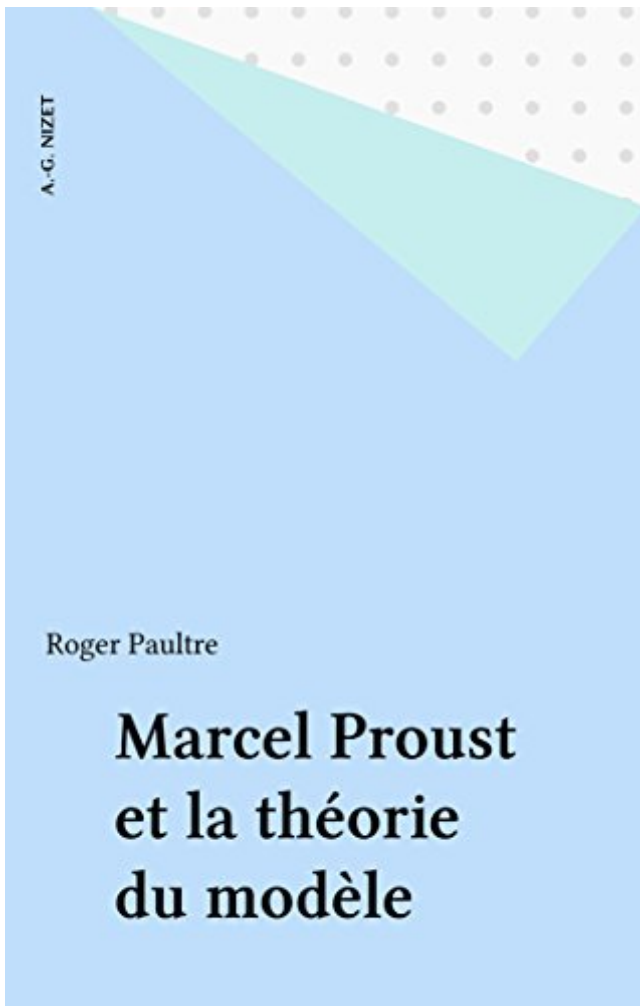 A.-G. NIZET
Roger Paultre
Marcel Proust
et la théorie
du modèle